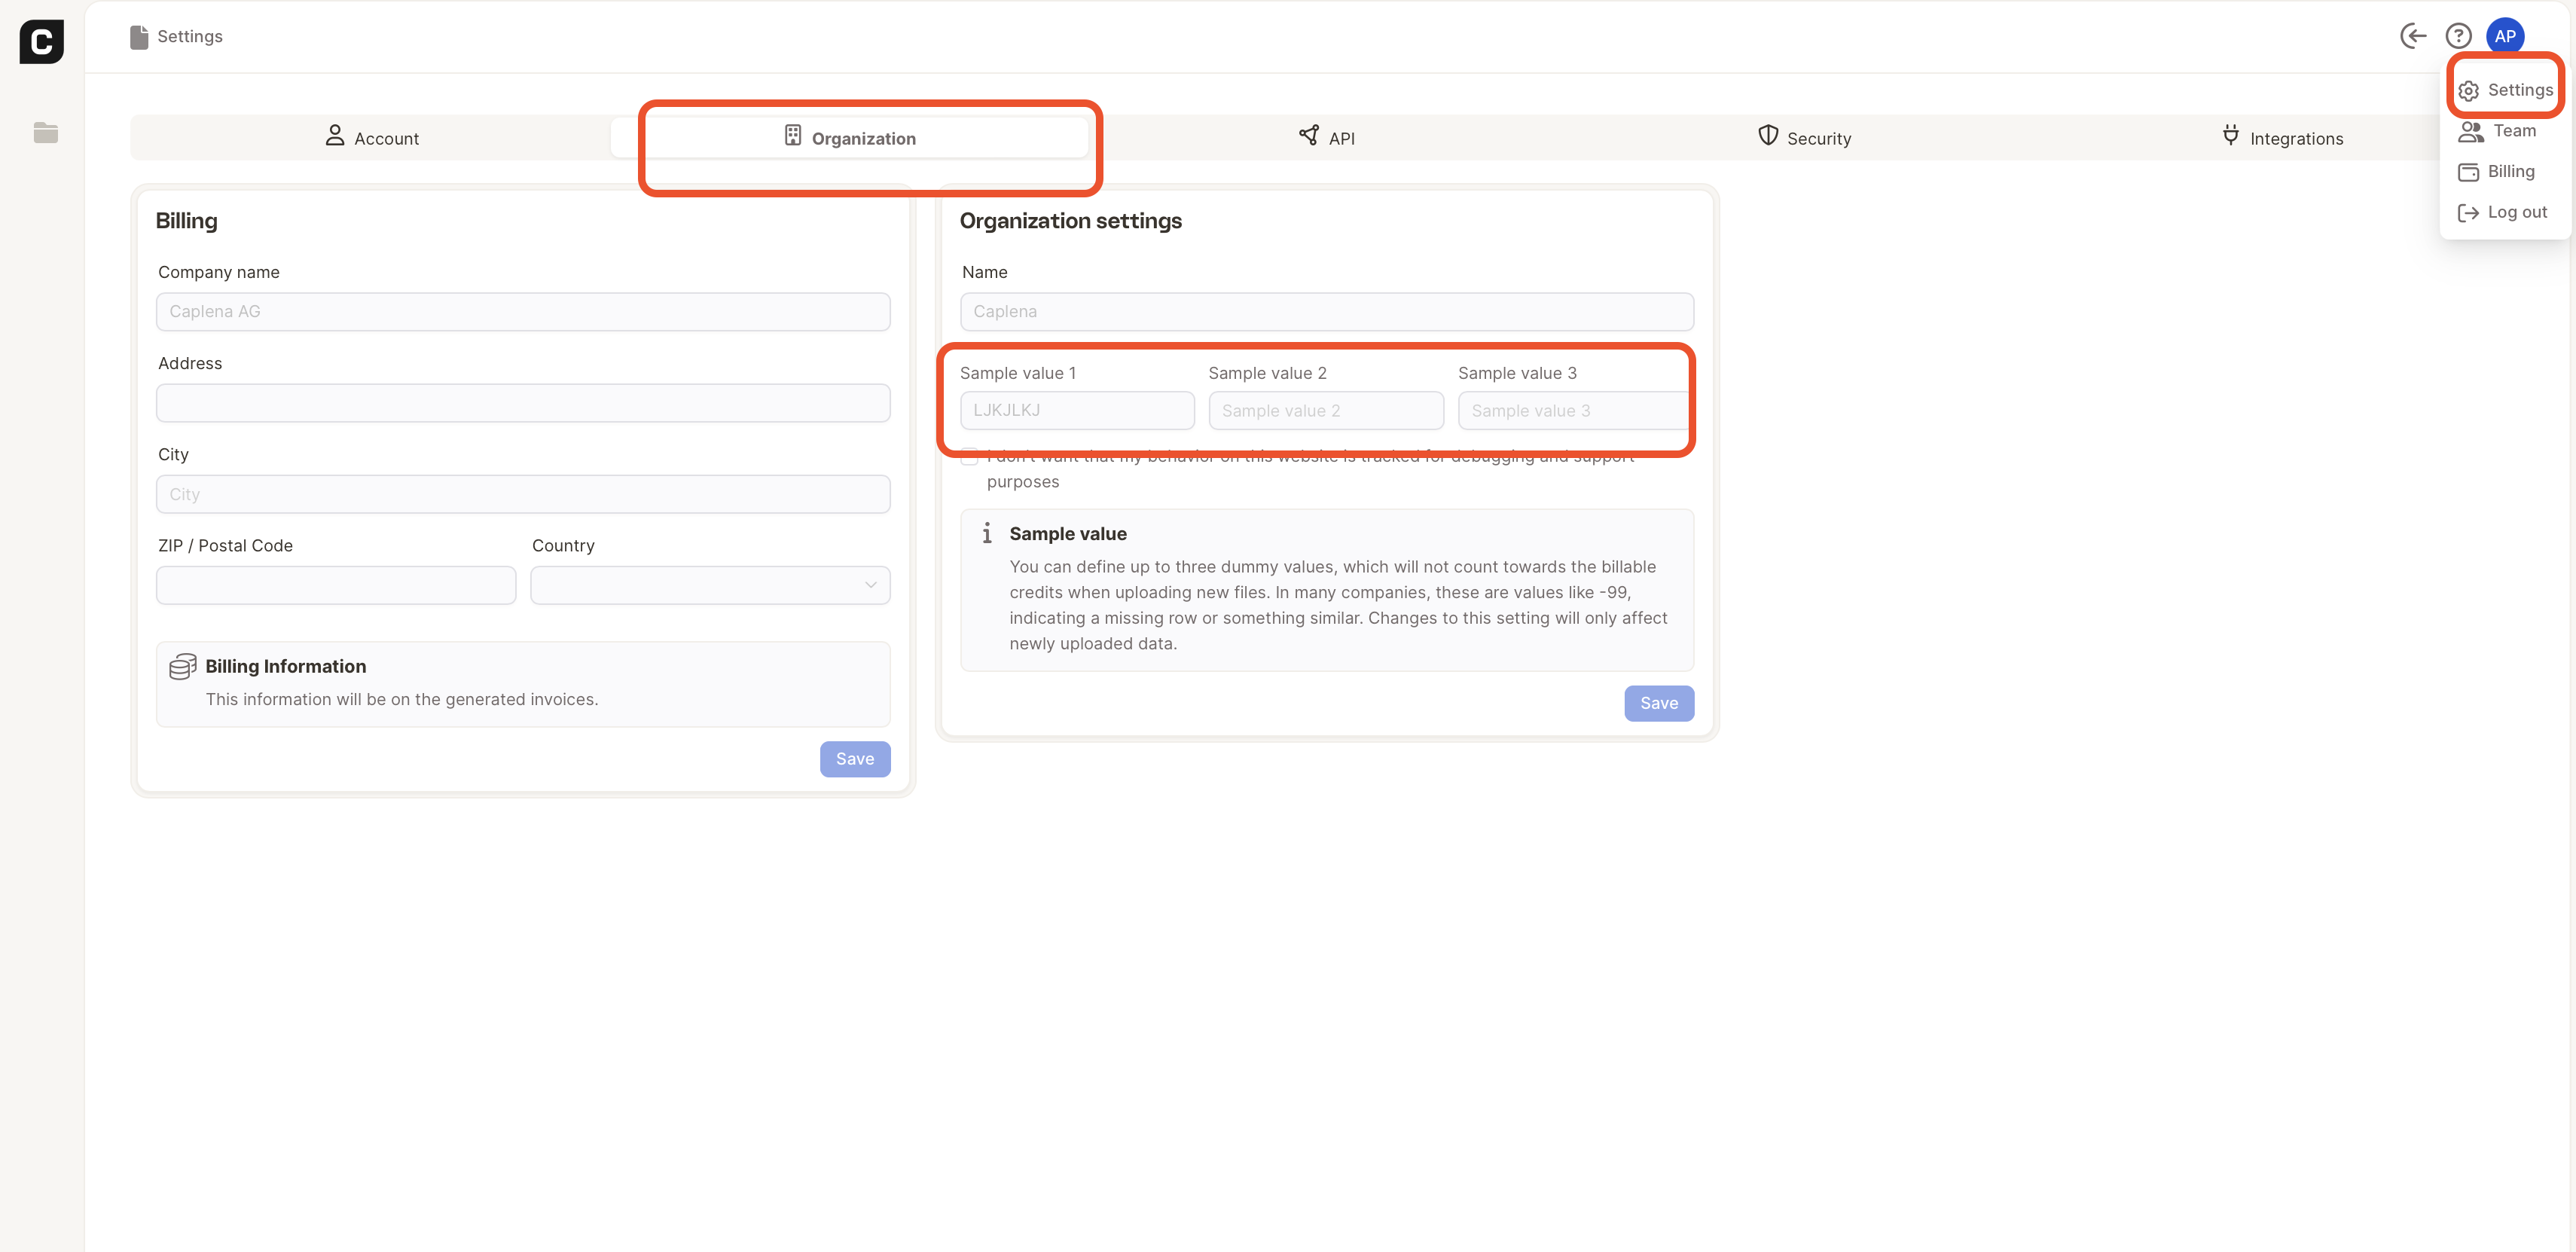 C
Settings
AP
Settings
Team
Billing
Log out
Account
Organization
API
Security
Integrations
Billing
Company name
Caplena AG
Address
City
City
ZIP / Postal Code
Country
Billing Information
This information will be on the generated invoices.
Save
Organization settings
Name
Caplena
Sample value 1
Sample value 2
Sample value 3
LJKJLKJ
Sample value 2
Sample value 3
I don't want that my behavior on this website is tracked for debugging and support
purposes
Sample value
You can define up to three dummy values, which will not count towards the billable
credits when uploading new files. In many companies, these are values like -99,
indicating a missing row or something similar. Changes to this setting will only affect
newly uploaded data.
Save